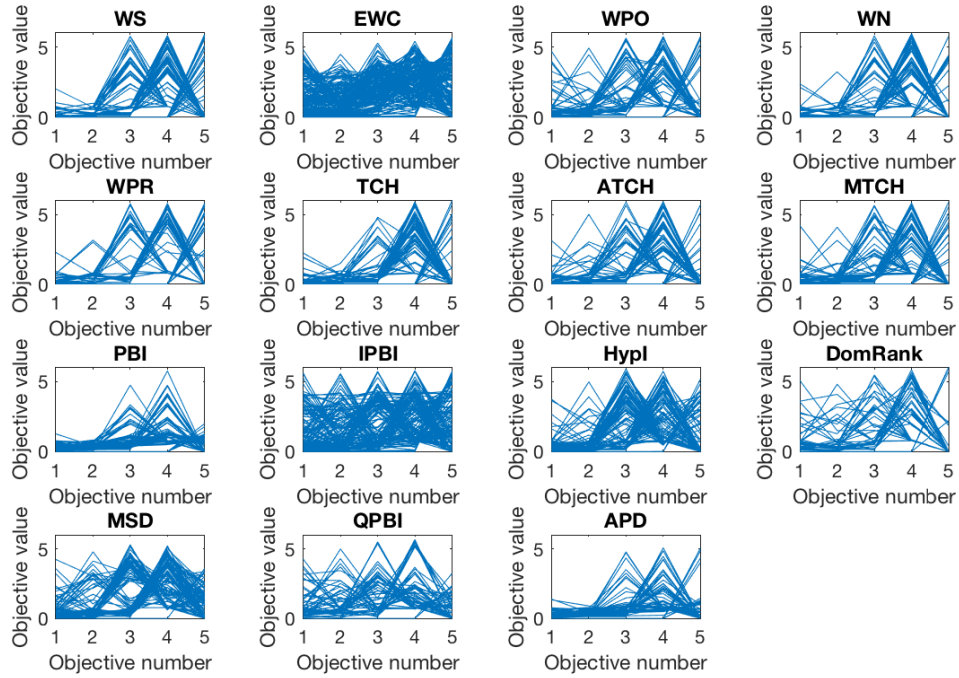 WS EWC WPO WN
Objective value Objective value Objective value Objective value
5 5 5 5
0 0 0 0
1 2 3 4 5 1 2 3 4 5 1 2 3 4 5 1 2 3 4 5
Objective number Objective number Objective number Objective number
WPR TCH ATCH MTCH
Objective value Objective value Objective value Objective value
5 5 5 5
0 0 0 0
1 2 3 4 5 1 2 3 4 5 1 2 3 4 5 1 2 3 4 5
Objective number Objective number Objective number Objective number
PBI IPBI HypI DomRank
Objective value Objective value Objective value Objective value
5 5 5 5
0 0 0 0
1 2 3 4 5 1 2 3 4 5 1 2 3 4 5 1 2 3 4 5
Objective number Objective number Objective number Objective number
MSD QPBI APD
Objective value Objective value Objective value
5 5 5
0 0 0
1 2 3 4 5 1 2 3 4 5 1 2 3 4 5
Objective number Objective number Objective number